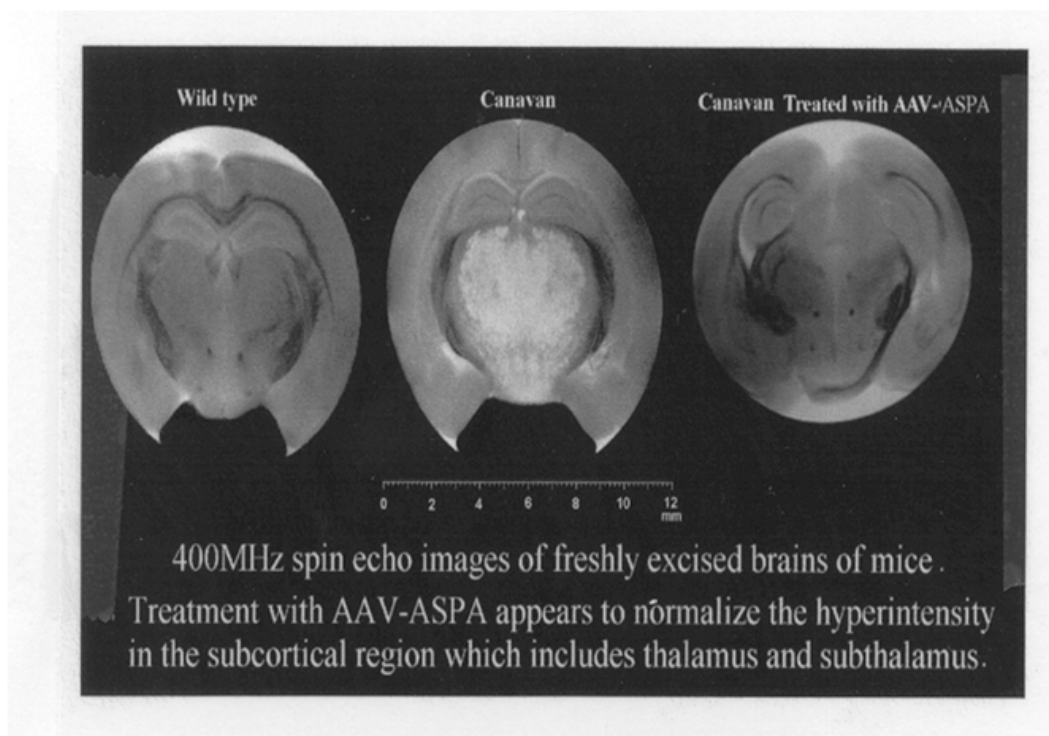 Wild type
Canavan
Canavan Treated with AAV-ASPA
0 2 4 6 8 10 12
mm
400MHz spin echo images of freshly excised brains of mice.
Treatment with AAV-ASPA appears to normalize the hyperintensity
in the subcortical region which includes thalamus and subthalamus.